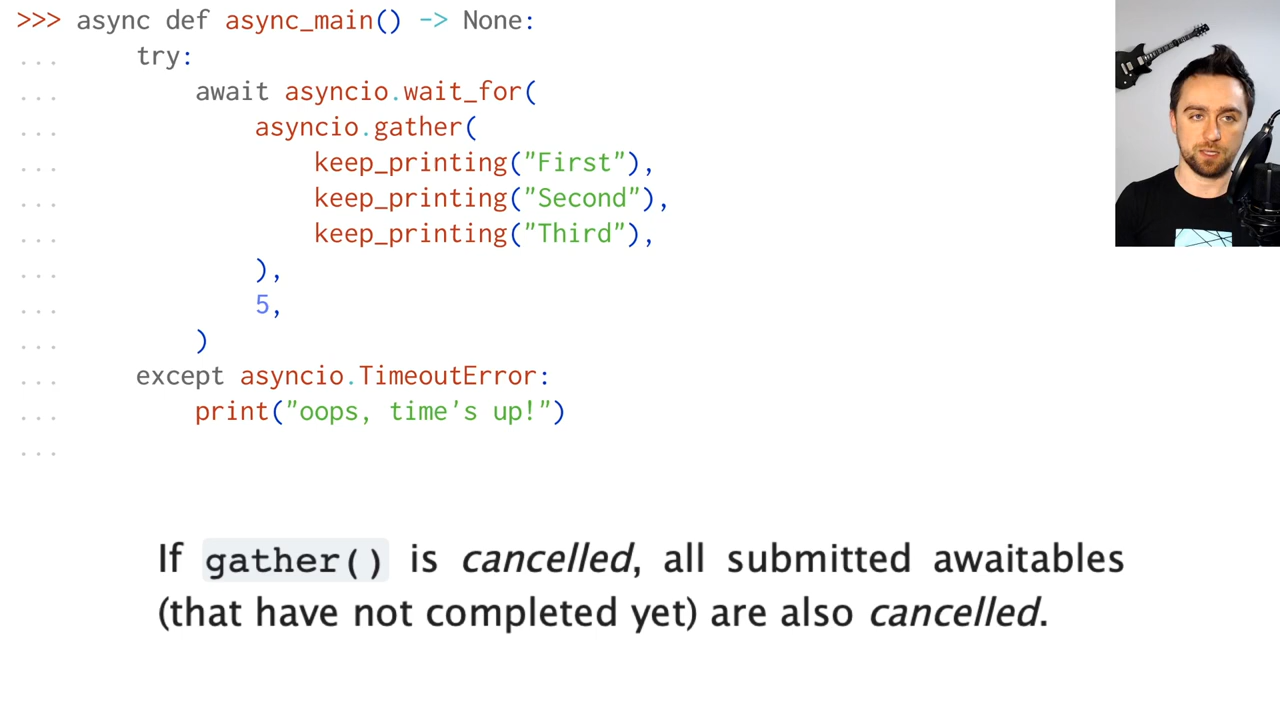 >>> async def async_main() -> None:
...     try:
...         await asyncio.wait_for(
...             asyncio.gather(
...                 keep_printing("First"),
...                 keep_printing("Second"),
...                 keep_printing("Third"),
...             ),
...             5,
...         )
...     except asyncio.TimeoutError:
...         print("oops, time's up!")
...
If gather() is cancelled, all submitted awaitables
(that have not completed yet) are also cancelled.